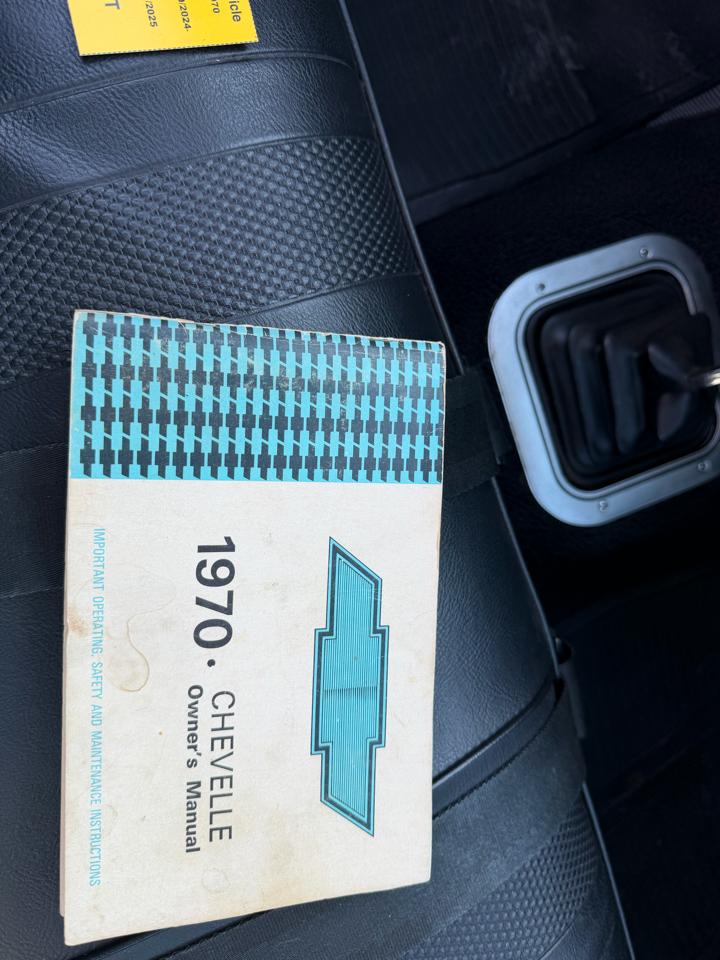 icle
970
/2024-
/2025
T
1970 · CHEVELLE
Owner's Manual
IMPORTANT OPERATING, SAFETY AND MAINTENANCE INSTRUCTIONS